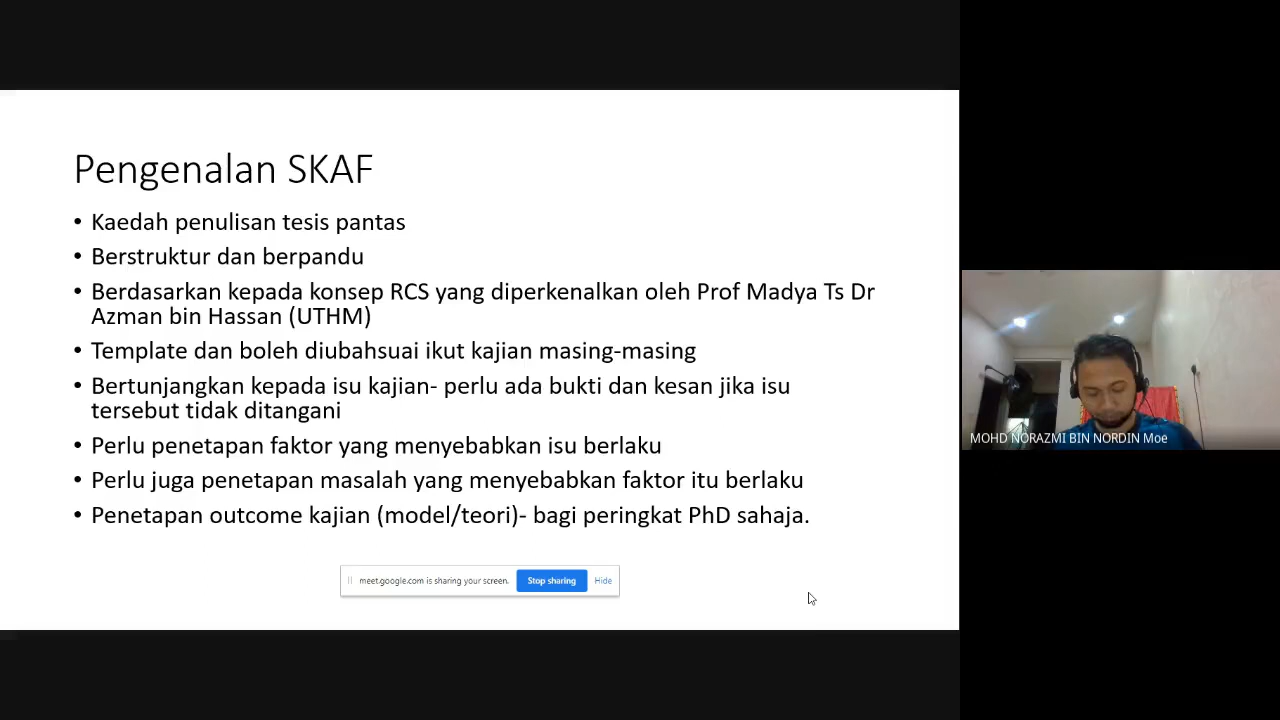 Pengenalan SKAF
• Kaedah penulisan tesis pantas
• Berstruktur dan berpandu
• Berdasarkan kepada konsep RCS yang diperkenalkan oleh Prof Madya Ts Dr
Azman bin Hassan (UTHM)
• Template dan boleh diubahsuai ikut kajian masing-masing
• Bertunjangkan kepada isu kajian- perlu ada bukti dan kesan jika isu
tersebut tidak ditangani
• Perlu penetapan faktor yang menyebabkan isu berlaku
• Perlu juga penetapan masalah yang menyebabkan faktor itu berlaku
• Penetapan outcome kajian (model/teori)- bagi peringkat PhD sahaja.
meet.google.com is sharing your screen. Stop sharing Hide
MOHD NORAZMI BIN NORDIN Moe